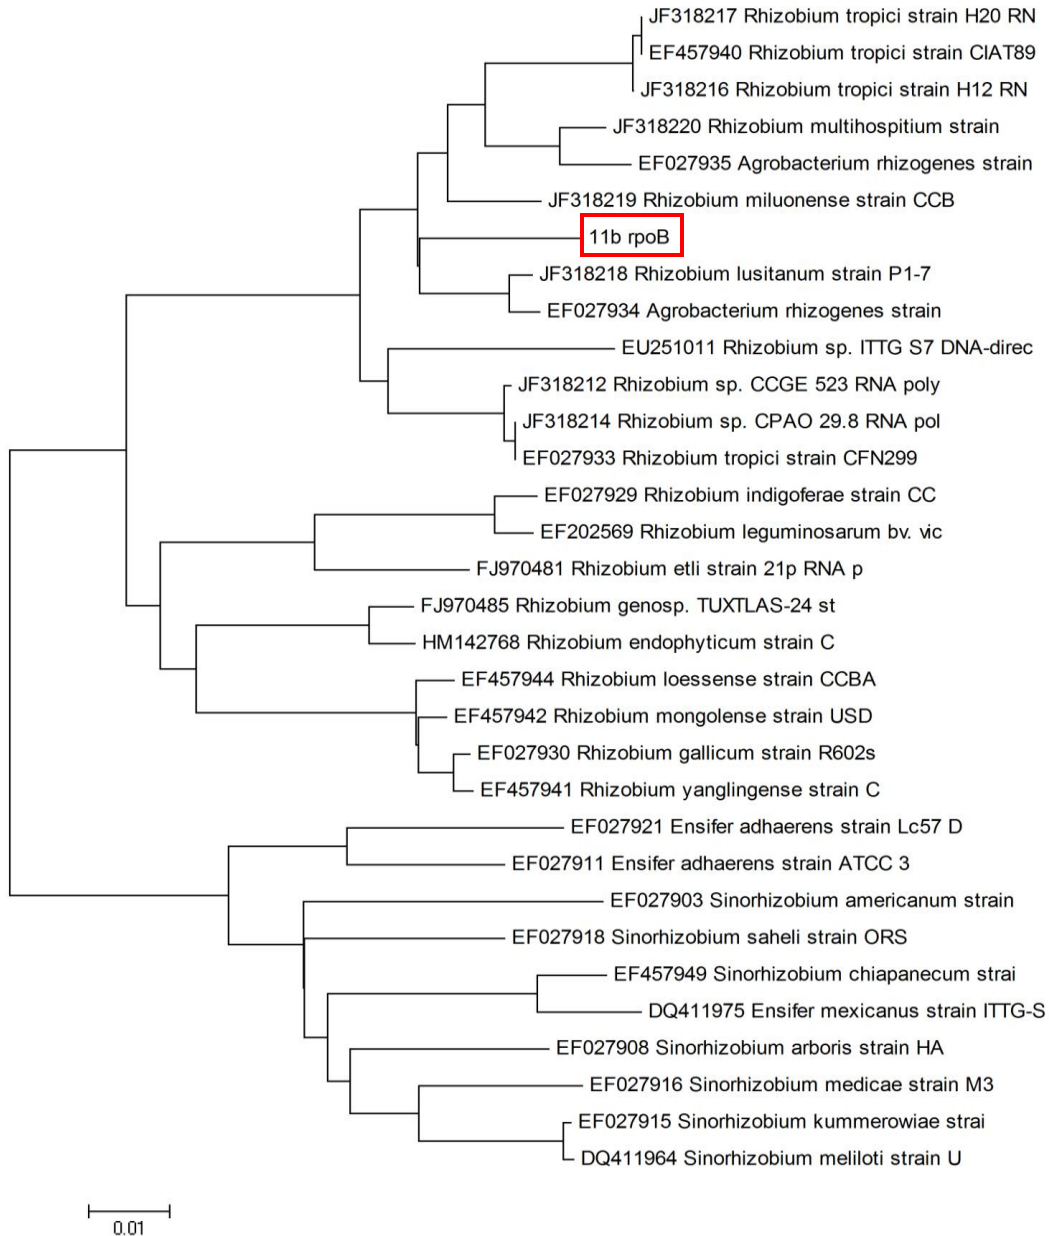 JF318217 Rhizobium tropici strain H20 RN
EF457940 Rhizobium tropici strain CIAT89
JF318216 Rhizobium tropici strain H12 RN
JF318220 Rhizobium multihospitium strain
EF027935 Agrobacterium rhizogenes strain
JF318219 Rhizobium miluonense strain CCB
11b rpoB
JF318218 Rhizobium lusitanum strain P1-7
EF027934 Agrobacterium rhizogenes strain
EU251011 Rhizobium sp. ITTG S7 DNA-direc
JF318212 Rhizobium sp. CCGE 523 RNA poly
JF318214 Rhizobium sp. CPAO 29.8 RNA pol
EF027933 Rhizobium tropici strain CFN299
EF027929 Rhizobium indigoferae strain CC
EF202569 Rhizobium leguminosarum bv. vic
FJ970481 Rhizobium etli strain 21p RNA p
FJ970485 Rhizobium genosp. TUXTLAS-24 st
HM142768 Rhizobium endophyticum strain C
EF457944 Rhizobium loessense strain CCBA
EF457942 Rhizobium mongolense strain USD
EF027930 Rhizobium gallicum strain R602s
EF457941 Rhizobium yanglingense strain C
EF027921 Ensifer adhaerens strain Lc57 D
EF027911 Ensifer adhaerens strain ATCC 3
EF027903 Sinorhizobium americanum strain
EF027918 Sinorhizobium saheli strain ORS
EF457949 Sinorhizobium chiapanecum strai
DQ411975 Ensifer mexicanus strain ITTG-S
EF027908 Sinorhizobium arboris strain HA
EF027916 Sinorhizobium medicae strain M3
EF027915 Sinorhizobium kummerowiae strai
DQ411964 Sinorhizobium meliloti strain U
0.01